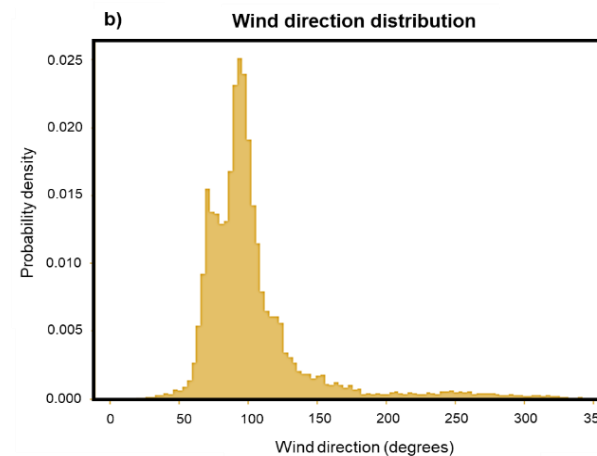 b) Wind direction distribution
0.025
0.020
0.015
0.010
0.005
0.000
Probability density
0 50 100 150 200 250 300 35
Wind direction (degrees)